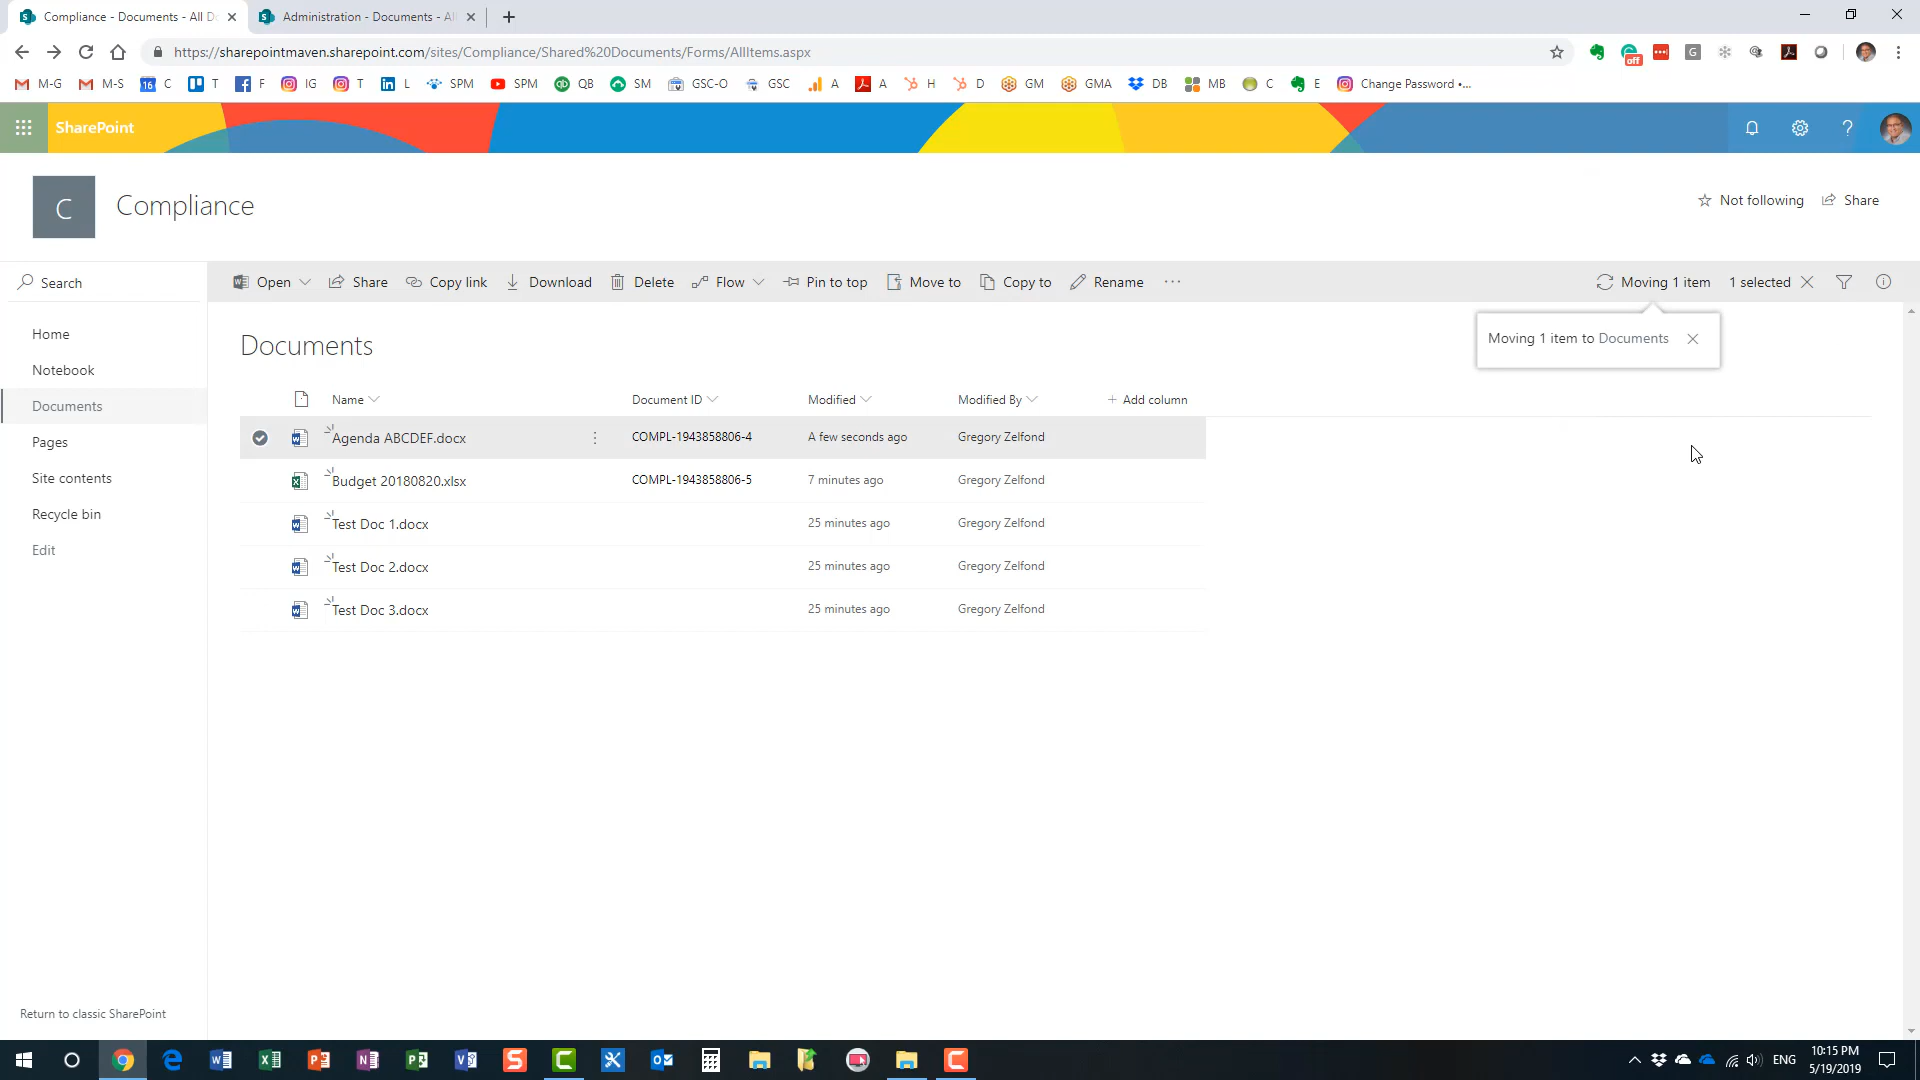 Compliance - Documents - All D
Administration - Documents - All
https://sharepointmaven.sharepoint.com/sites/Compliance/Shared%20Documents/Forms/AllItems.aspx
off
G
M-G
M-S
16
C
T
F
IG
T
L
SPM
SPM
QB
SM
GSC-O
GSC
A
A
H
D
GM
GMA
DB
MB
C
E
Change Password •...
SharePoint
?
C
Compliance
Not following
Share
Search
Open
Share
Copy link
Download
Delete
Flow
Pin to top
Move to
Copy to
Rename
Moving 1 item
1 selected
Moving 1 item to Documents
Home
Notebook
Documents
Pages
Site contents
Recycle bin
Edit
Documents
Name
Document ID
Modified
Modified By
Add column
Agenda ABCDEF.docx
COMPL-1943858806-4
A few seconds ago
Gregory Zelfond
Budget 20180820.xlsx
COMPL-1943858806-5
7 minutes ago
Gregory Zelfond
Test Doc 1.docx
25 minutes ago
Gregory Zelfond
Test Doc 2.docx
25 minutes ago
Gregory Zelfond
Test Doc 3.docx
25 minutes ago
Gregory Zelfond
Return to classic SharePoint
ENG
10:15 PM
5/19/2019